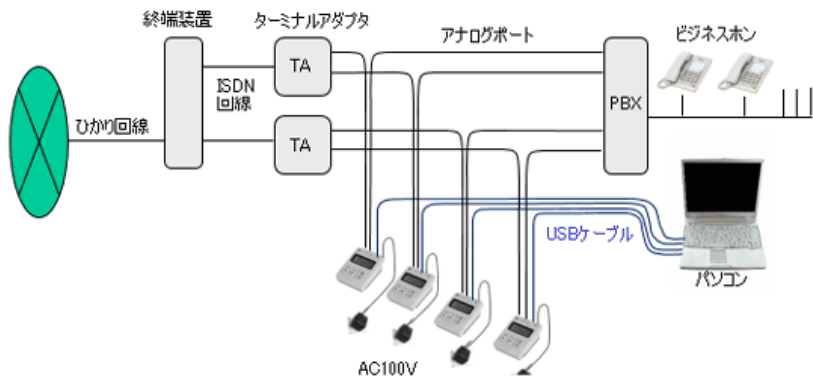 終端装置
ターミナルアダプタ
アナログポート
ビジネスホン
TA
ISDN
回線
PBX
ひかり回線
TA
USBケーブル
パソコン
AC100V